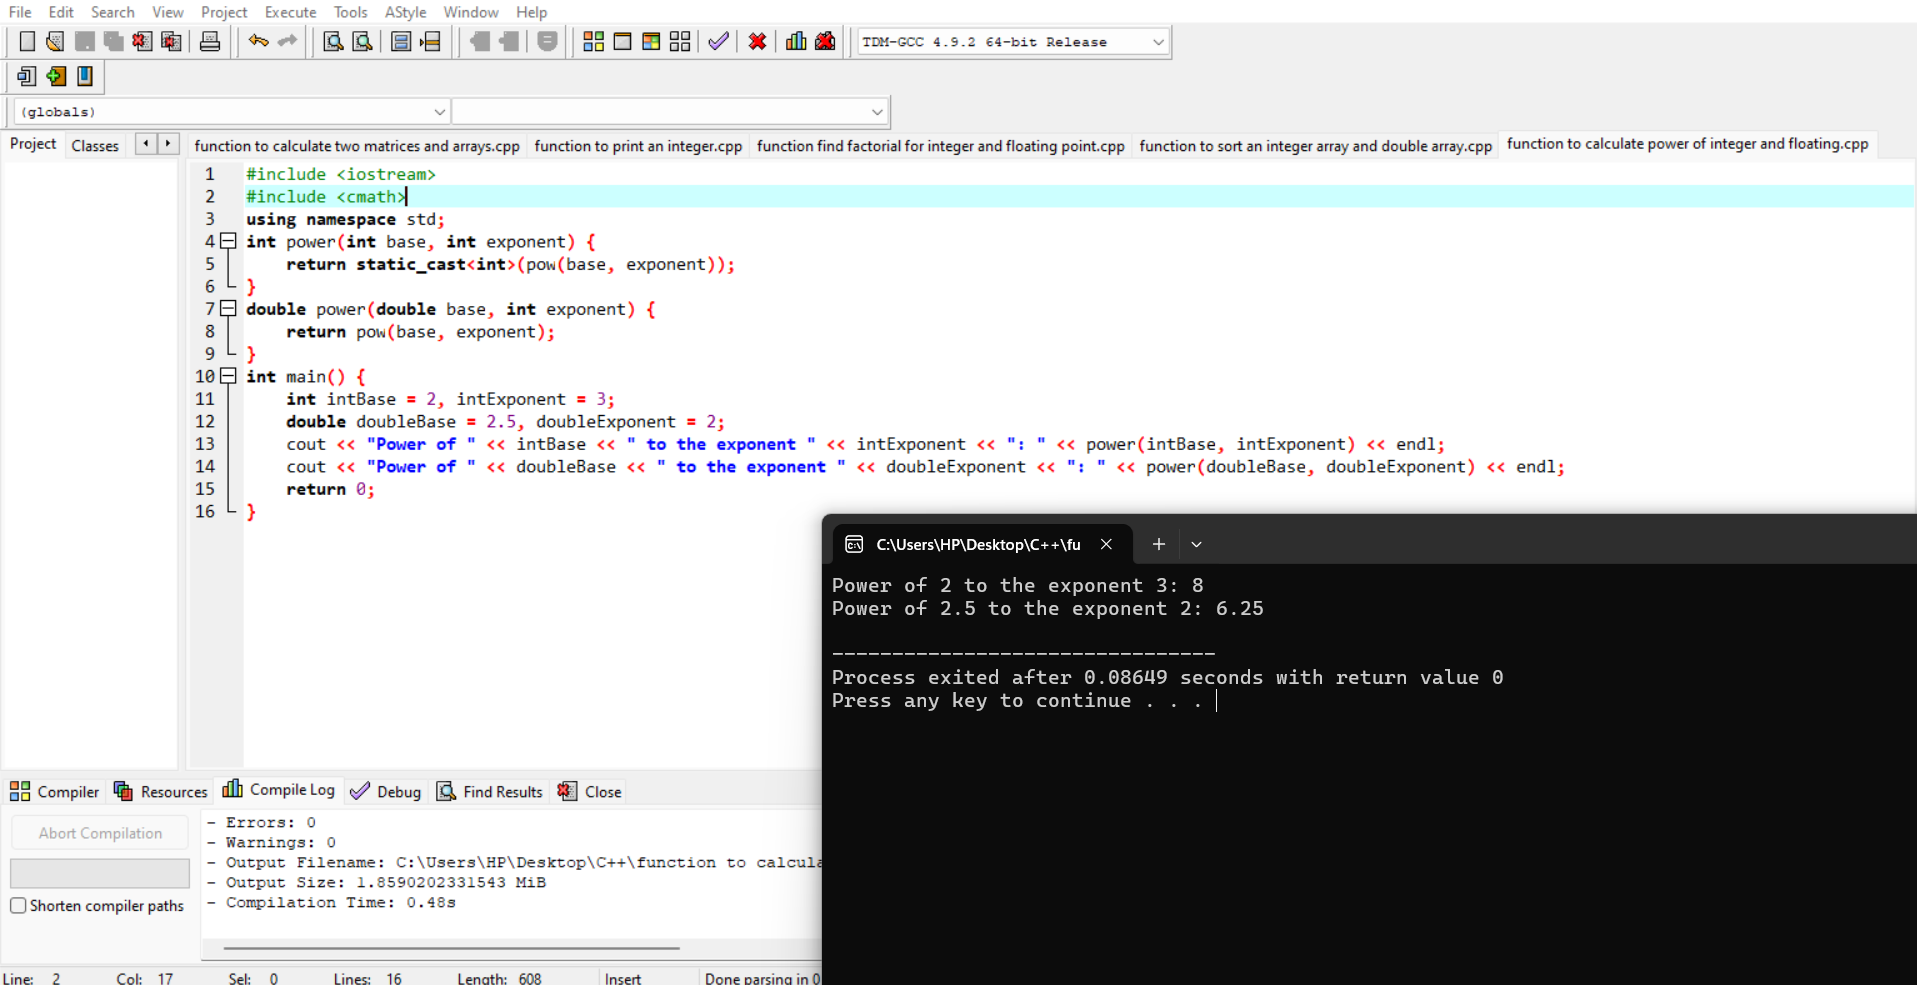 File Edit Search View Project Execute Tools AStyle Window Help
TDM-GCC 4.9.2 64-bit Release
(globals)
Project Classes
function to calculate two matrices and arrays.cpp function to print an integer.cpp function find factorial for integer and floating point.cpp function to sort an integer array and double array.cpp function to calculate power of integer and floating.cpp
1 #include <iostream>
2 #include <cmath>
3 using namespace std;
4 int power(int base, int exponent) {
5 return static_cast<int>(pow(base, exponent));
6 }
7 double power(double base, int exponent) {
8 return pow(base, exponent);
9 }
10 int main() {
11 int intBase = 2, intExponent = 3;
12 double doubleBase = 2.5, doubleExponent = 2;
13 cout << "Power of " << intBase << " to the exponent " << intExponent << ": " << power(intBase, intExponent) << endl;
14 cout << "Power of " << doubleBase << " to the exponent " << doubleExponent << ": " << power(doubleBase, doubleExponent) << endl;
15 return 0;
16 }
C:\Users\HP\Desktop\C++\fu
Power of 2 to the exponent 3: 8
Power of 2.5 to the exponent 2: 6.25
--------------------------------
Process exited after 0.08649 seconds with return value 0
Press any key to continue . . .
Compiler Resources Compile Log Debug Find Results Close
Abort Compilation
Shorten compiler paths
- Errors: 0
- Warnings: 0
- Output Filename: C:\Users\HP\Desktop\C++\function to calcula
- Output Size: 1.8590202331543 MiB
- Compilation Time: 0.48s
Line: 2 Col: 17 Sel: 0 Lines: 16 Length: 608 Insert Done parsing in 0